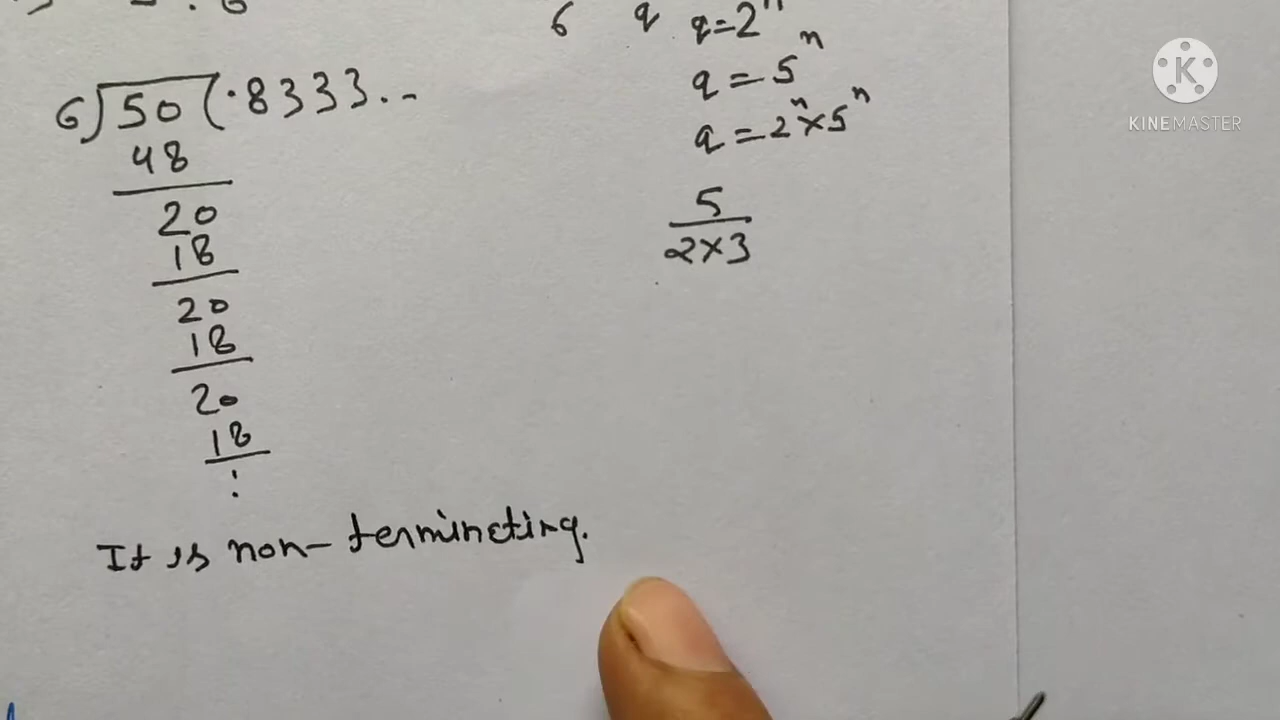 6 q q=2ⁿ
q=5ⁿ
q=2ⁿ×5ⁿ
5
2×3
6)50(.8333..
48
20
18
20
18
20
18
:
It is non-terminating.
K
KINEMASTER